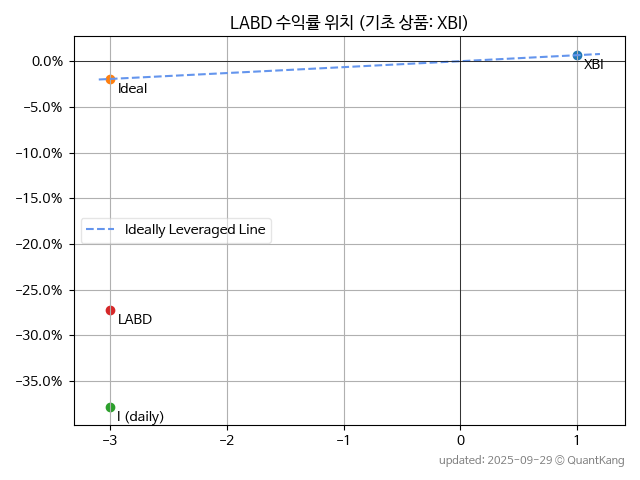 LABD 수익률 위치 (기초 상품: XBI)
0.0%
−5.0%
−10.0%
−15.0%
−20.0%
−25.0%
−30.0%
−35.0%
XBI
Ideal
Ideally Leveraged Line
LABD
I (daily)
−3
−2
−1
0
1
updated: 2025-09-29 © QuantKang